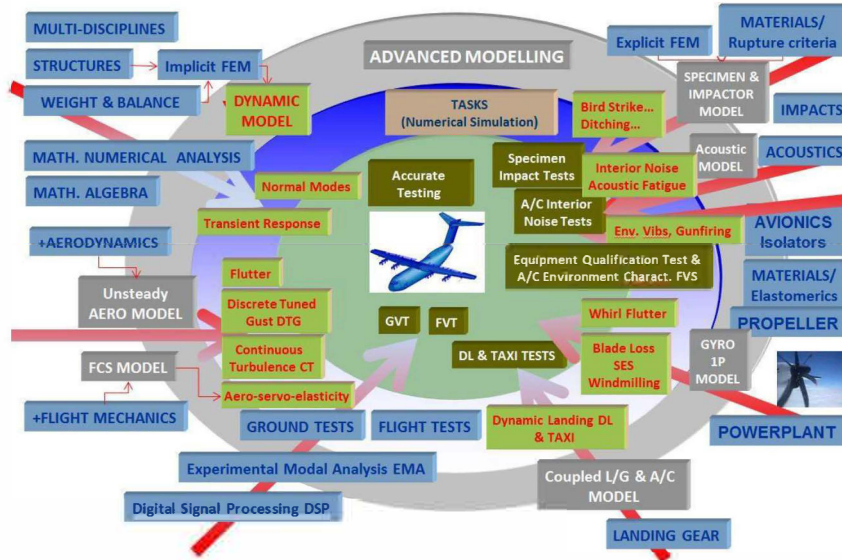 MULTI-DISCIPLINES
ADVANCED MODELLING
Explicit FEM
MATERIALS/
Rupture criteria
STRUCTURES
Implicit FEM
WEIGHT & BALANCE
DYNAMIC
MODEL
TASKS
(Numerical Simulation)
Bird Strike...
Ditching...
SPECIMEN &
IMPACTOR
MODEL
IMPACTS
MATH. NUMERICAL ANALYSIS
MATH. ALGEBRA
Normal Modes
Accurate
Testing
Specimen
Impact Tests
Interior Noise
Acoustic Fatigue
Acoustic
MODEL
ACOUSTICS
Transient Response
A/C Interior
Noise Tests
Env. Vibs, Gunfiring
AVIONICS
Isolators
+AERODYNAMICS
Unsteady
AERO MODEL
Flutter
Equipment Qualification Test &
A/C Environment Charact. FVS
MATERIALS/
Elastomerics
Discrete Tuned
Gust DTG
GVT
FVT
Whirl Flutter
PROPELLER
Continuous
Turbulence CT
DL & TAXI TESTS
Blade Loss
SES
Windmilling
GYRO
1P
MODEL
FCS MODEL
Aero-servo-elasticity
+FLIGHT MECHANICS
GROUND TESTS
FLIGHT TESTS
Dynamic Landing DL
& TAXI
POWERPLANT
Experimental Modal Analysis EMA
Coupled L/G & A/C
MODEL
Digital Signal Processing DSP
LANDING GEAR